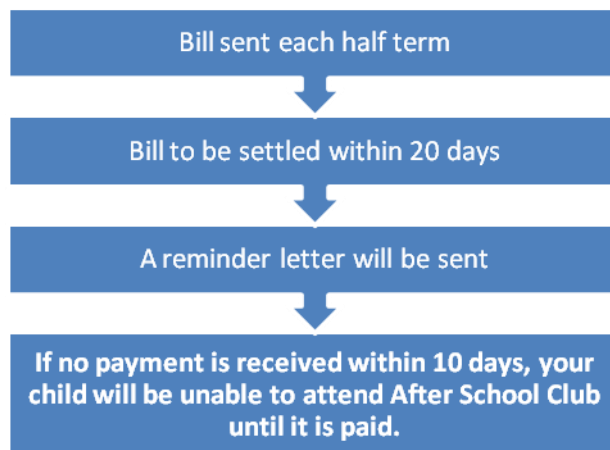 Bill sent each half term
Bill to be settled within 20 days
A reminder letter will be sent
If no payment is received within 10 days, your
child will be unable to attend After School Club
until it is paid.